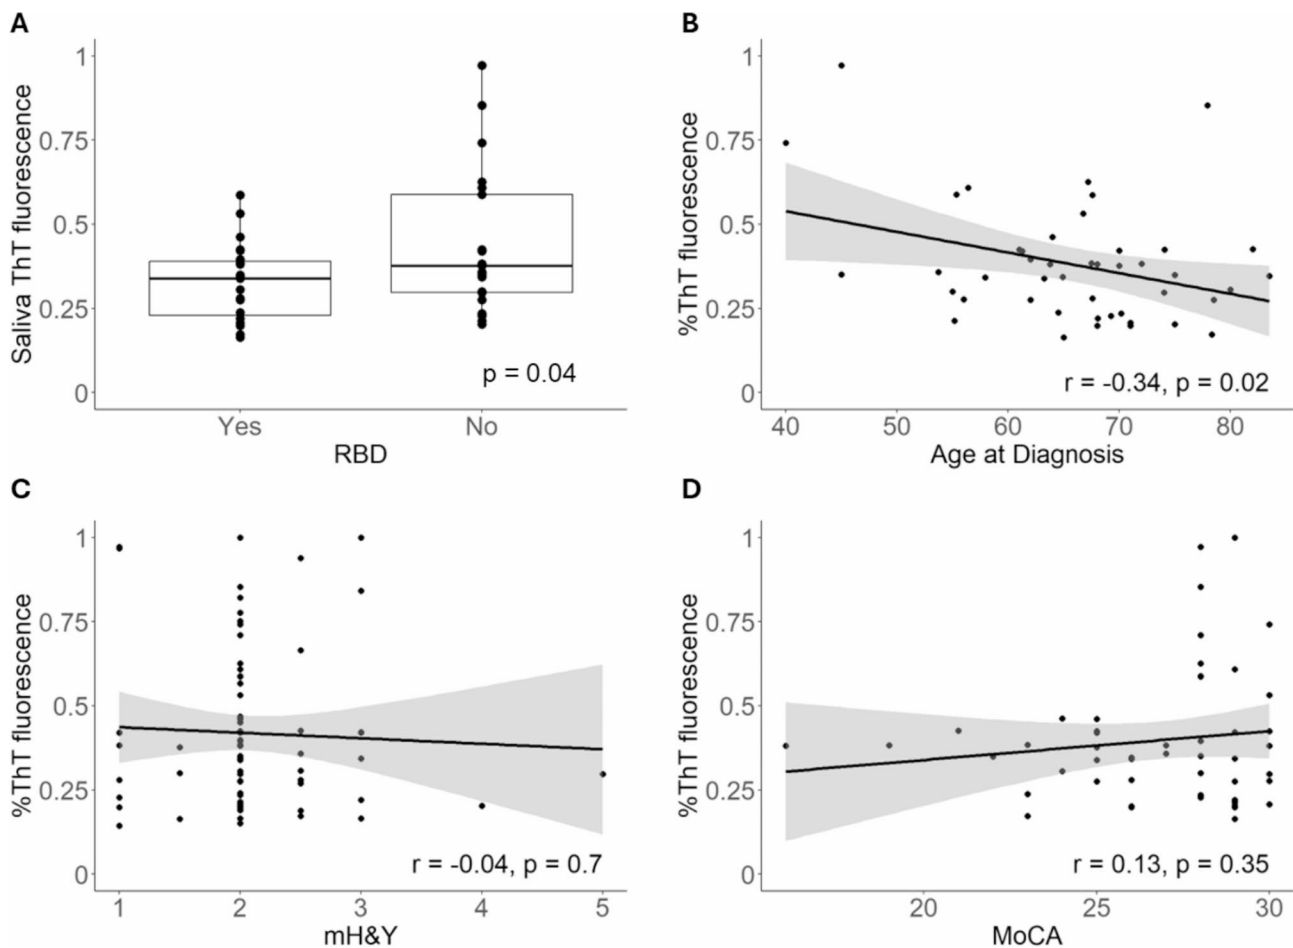 A
Saliva ThT fluorescence
1
0.75
0.5
0.25
0
p = 0.04
Yes No
RBD
B
%ThT fluorescence
1
0.75
0.5
0.25
0
r = -0.34, p = 0.02
40 50 60 70 80
Age at Diagnosis
C
%ThT fluorescence
1
0.75
0.5
0.25
0
r = -0.04, p = 0.7
1 2 3 4 5
mH&Y
D
%ThT fluorescence
1
0.75
0.5
0.25
0
r = 0.13, p = 0.35
20 25 30
MoCA